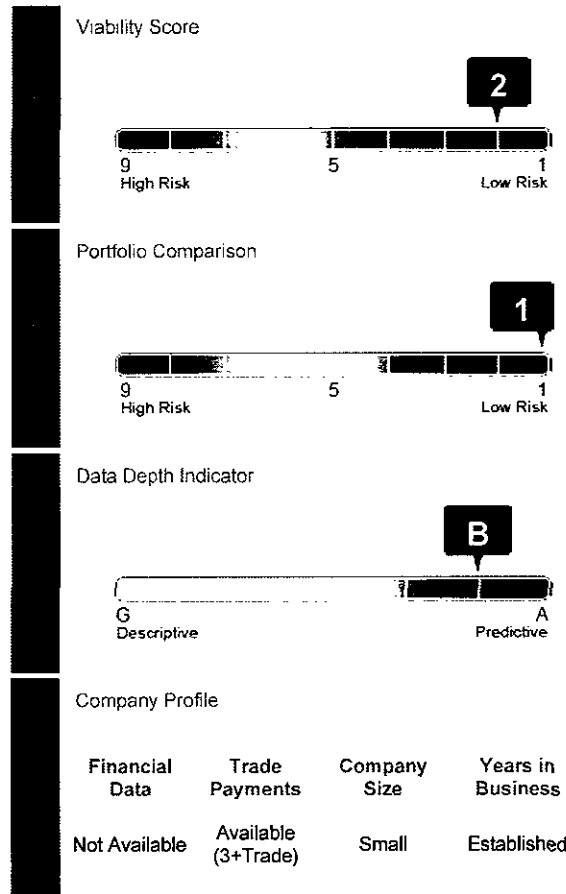 Viability Score
2
9 5 1
High Risk Low Risk
Portfolio Comparison
1
9 5 1
High Risk Low Risk
Data Depth Indicator
B
G A
Descriptive Predictive
Company Profile
Financial Data Trade Payments Company Size Years in Business
Not Available Available (3+Trade) Small Established